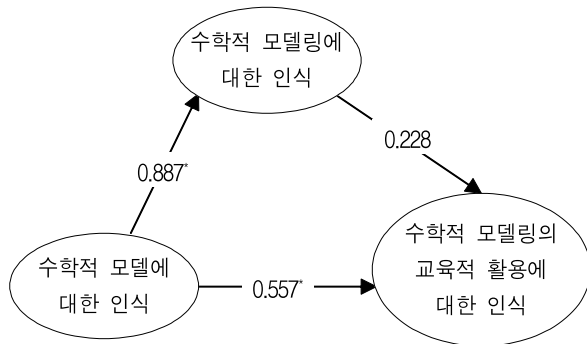 수학적 모델링에
대한 인식
0.228
0.887*
수학적 모델링의
교육적 활용에
대한 인식
수학적 모델에
대한 인식
0.557*